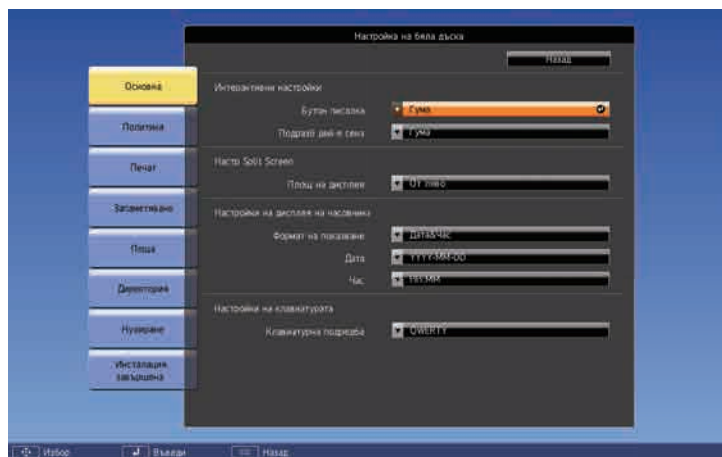 Настройка на бяла дъска
Назад
Основна
Политика
Печат
Запаметяване
Поща
Директория
Нулиране
Инсталация завършена
Интерактивни настройки
Бутон писалка
Гума
Подразб дей-е сенз
Гума
Настр Split Screen
Площ на дисплея
От ляво
Настройки на дисплея на часовника
Формат на показване
Дата&Час
Дата
YYYY-MM-DD
Час
HH:MM
Настройки на клавиатурата
Клавиатурна подредба
QWERTY
Избор
Въведи
Назад